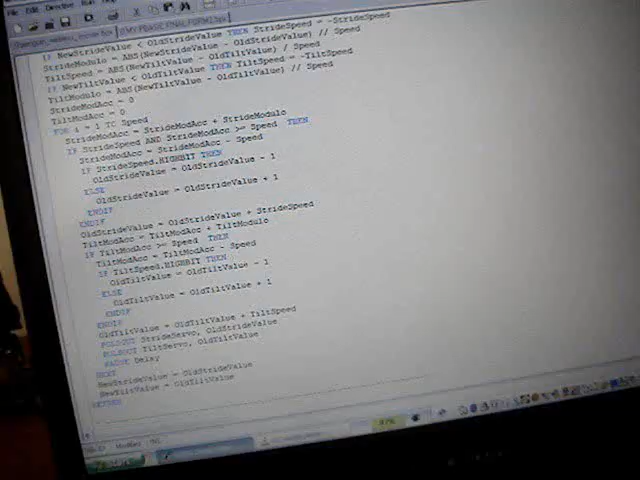 Edit Directive Run Help
IF NewStrideValue < OldStrideValue THEN StrideSpeed = -StrideSpeed
StrideModulo = ABS(NewStrideValue - OldStrideValue) // Speed
TiltSpeed = ABS(NewTiltValue - OldTiltValue) / Speed
IF NewTiltValue < OldTiltValue THEN TiltSpeed = -TiltSpeed
TiltModulo = ABS(NewTiltValue - OldTiltValue) // Speed
StrideModAcc = 0
TiltModAcc = 0
FOR i = 1 TO Speed
StrideModAcc = StrideModAcc + StrideModulo
IF StrideSpeed AND StrideModAcc >= Speed THEN
StrideModAcc = StrideModAcc - Speed
IF StrideSpeed.HIGHBIT THEN
OldStrideValue = OldStrideValue - 1
ELSE
OldStrideValue = OldStrideValue + 1
ENDIF
ENDIF
OldStrideValue = OldStrideValue + StrideSpeed
TiltModAcc = TiltModAcc + TiltModulo
IF TiltModAcc >= Speed THEN
TiltModAcc = TiltModAcc - Speed
IF TiltSpeed.HIGHBIT THEN
OldTiltValue = OldTiltValue - 1
ELSE
OldTiltValue = OldTiltValue + 1
ENDIF
ENDIF
OldTiltValue = OldTiltValue + TiltSpeed
PULSOUT StrideServo, OldStrideValue
PULSOUT TiltServo, OldTiltValue
PAUSE Delay
NEXT
NewStrideValue = OldStrideValue
NewTiltValue = OldTiltValue
RETURN